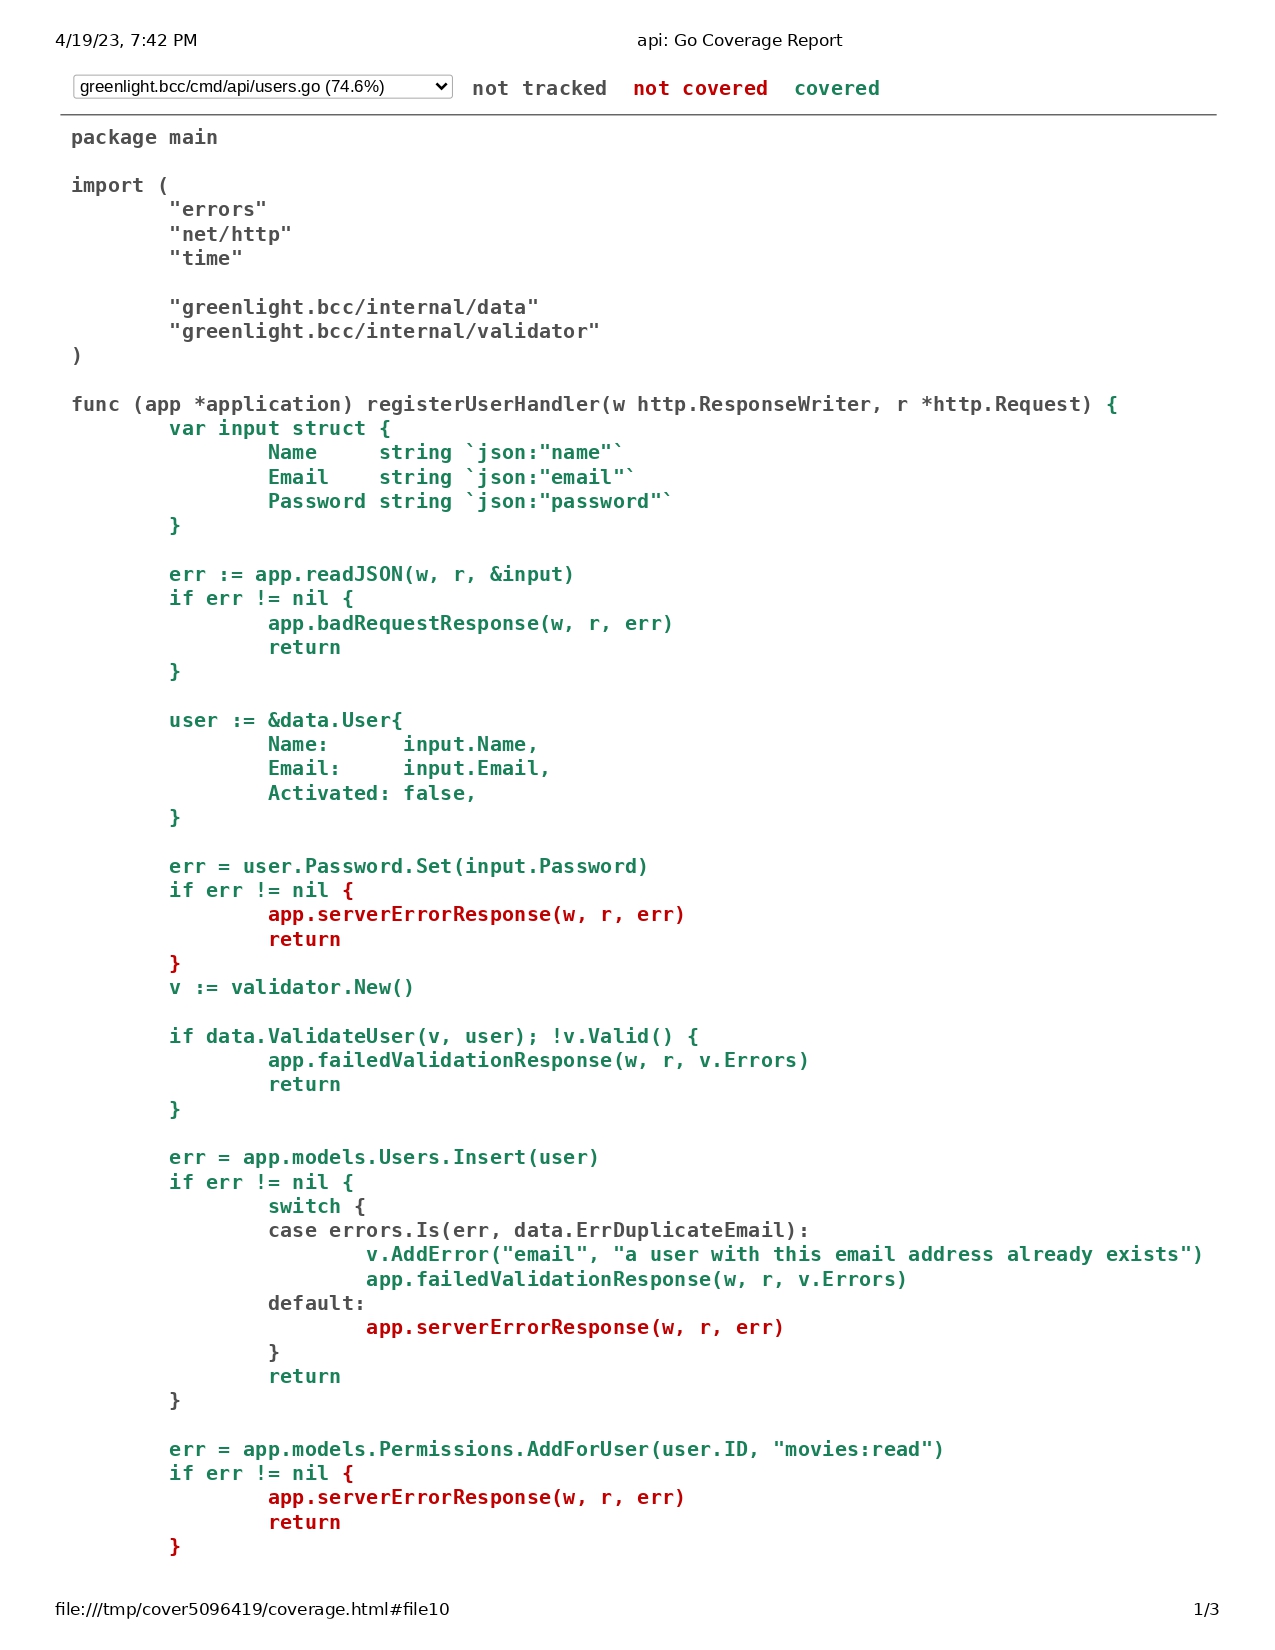 4/19/23, 7:42 PM api: Go Coverage Report
greenlight.bcc/cmd/api/users.go (74.6%) not tracked not covered covered
package main

import (
        "errors"
        "net/http"
        "time"

        "greenlight.bcc/internal/data"
        "greenlight.bcc/internal/validator"
)

func (app *application) registerUserHandler(w http.ResponseWriter, r *http.Request) {
        var input struct {
                Name     string `json:"name"`
                Email    string `json:"email"`
                Password string `json:"password"`
        }

        err := app.readJSON(w, r, &input)
        if err != nil {
                app.badRequestResponse(w, r, err)
                return
        }

        user := &data.User{
                Name:      input.Name,
                Email:     input.Email,
                Activated: false,
        }

        err = user.Password.Set(input.Password)
        if err != nil {
                app.serverErrorResponse(w, r, err)
                return
        }
        v := validator.New()

        if data.ValidateUser(v, user); !v.Valid() {
                app.failedValidationResponse(w, r, v.Errors)
                return
        }

        err = app.models.Users.Insert(user)
        if err != nil {
                switch {
                case errors.Is(err, data.ErrDuplicateEmail):
                        v.AddError("email", "a user with this email address already exists")
                        app.failedValidationResponse(w, r, v.Errors)
                default:
                        app.serverErrorResponse(w, r, err)
                }
                return
        }

        err = app.models.Permissions.AddForUser(user.ID, "movies:read")
        if err != nil {
                app.serverErrorResponse(w, r, err)
                return
        }
file:///tmp/cover5096419/coverage.html#file10 1/3